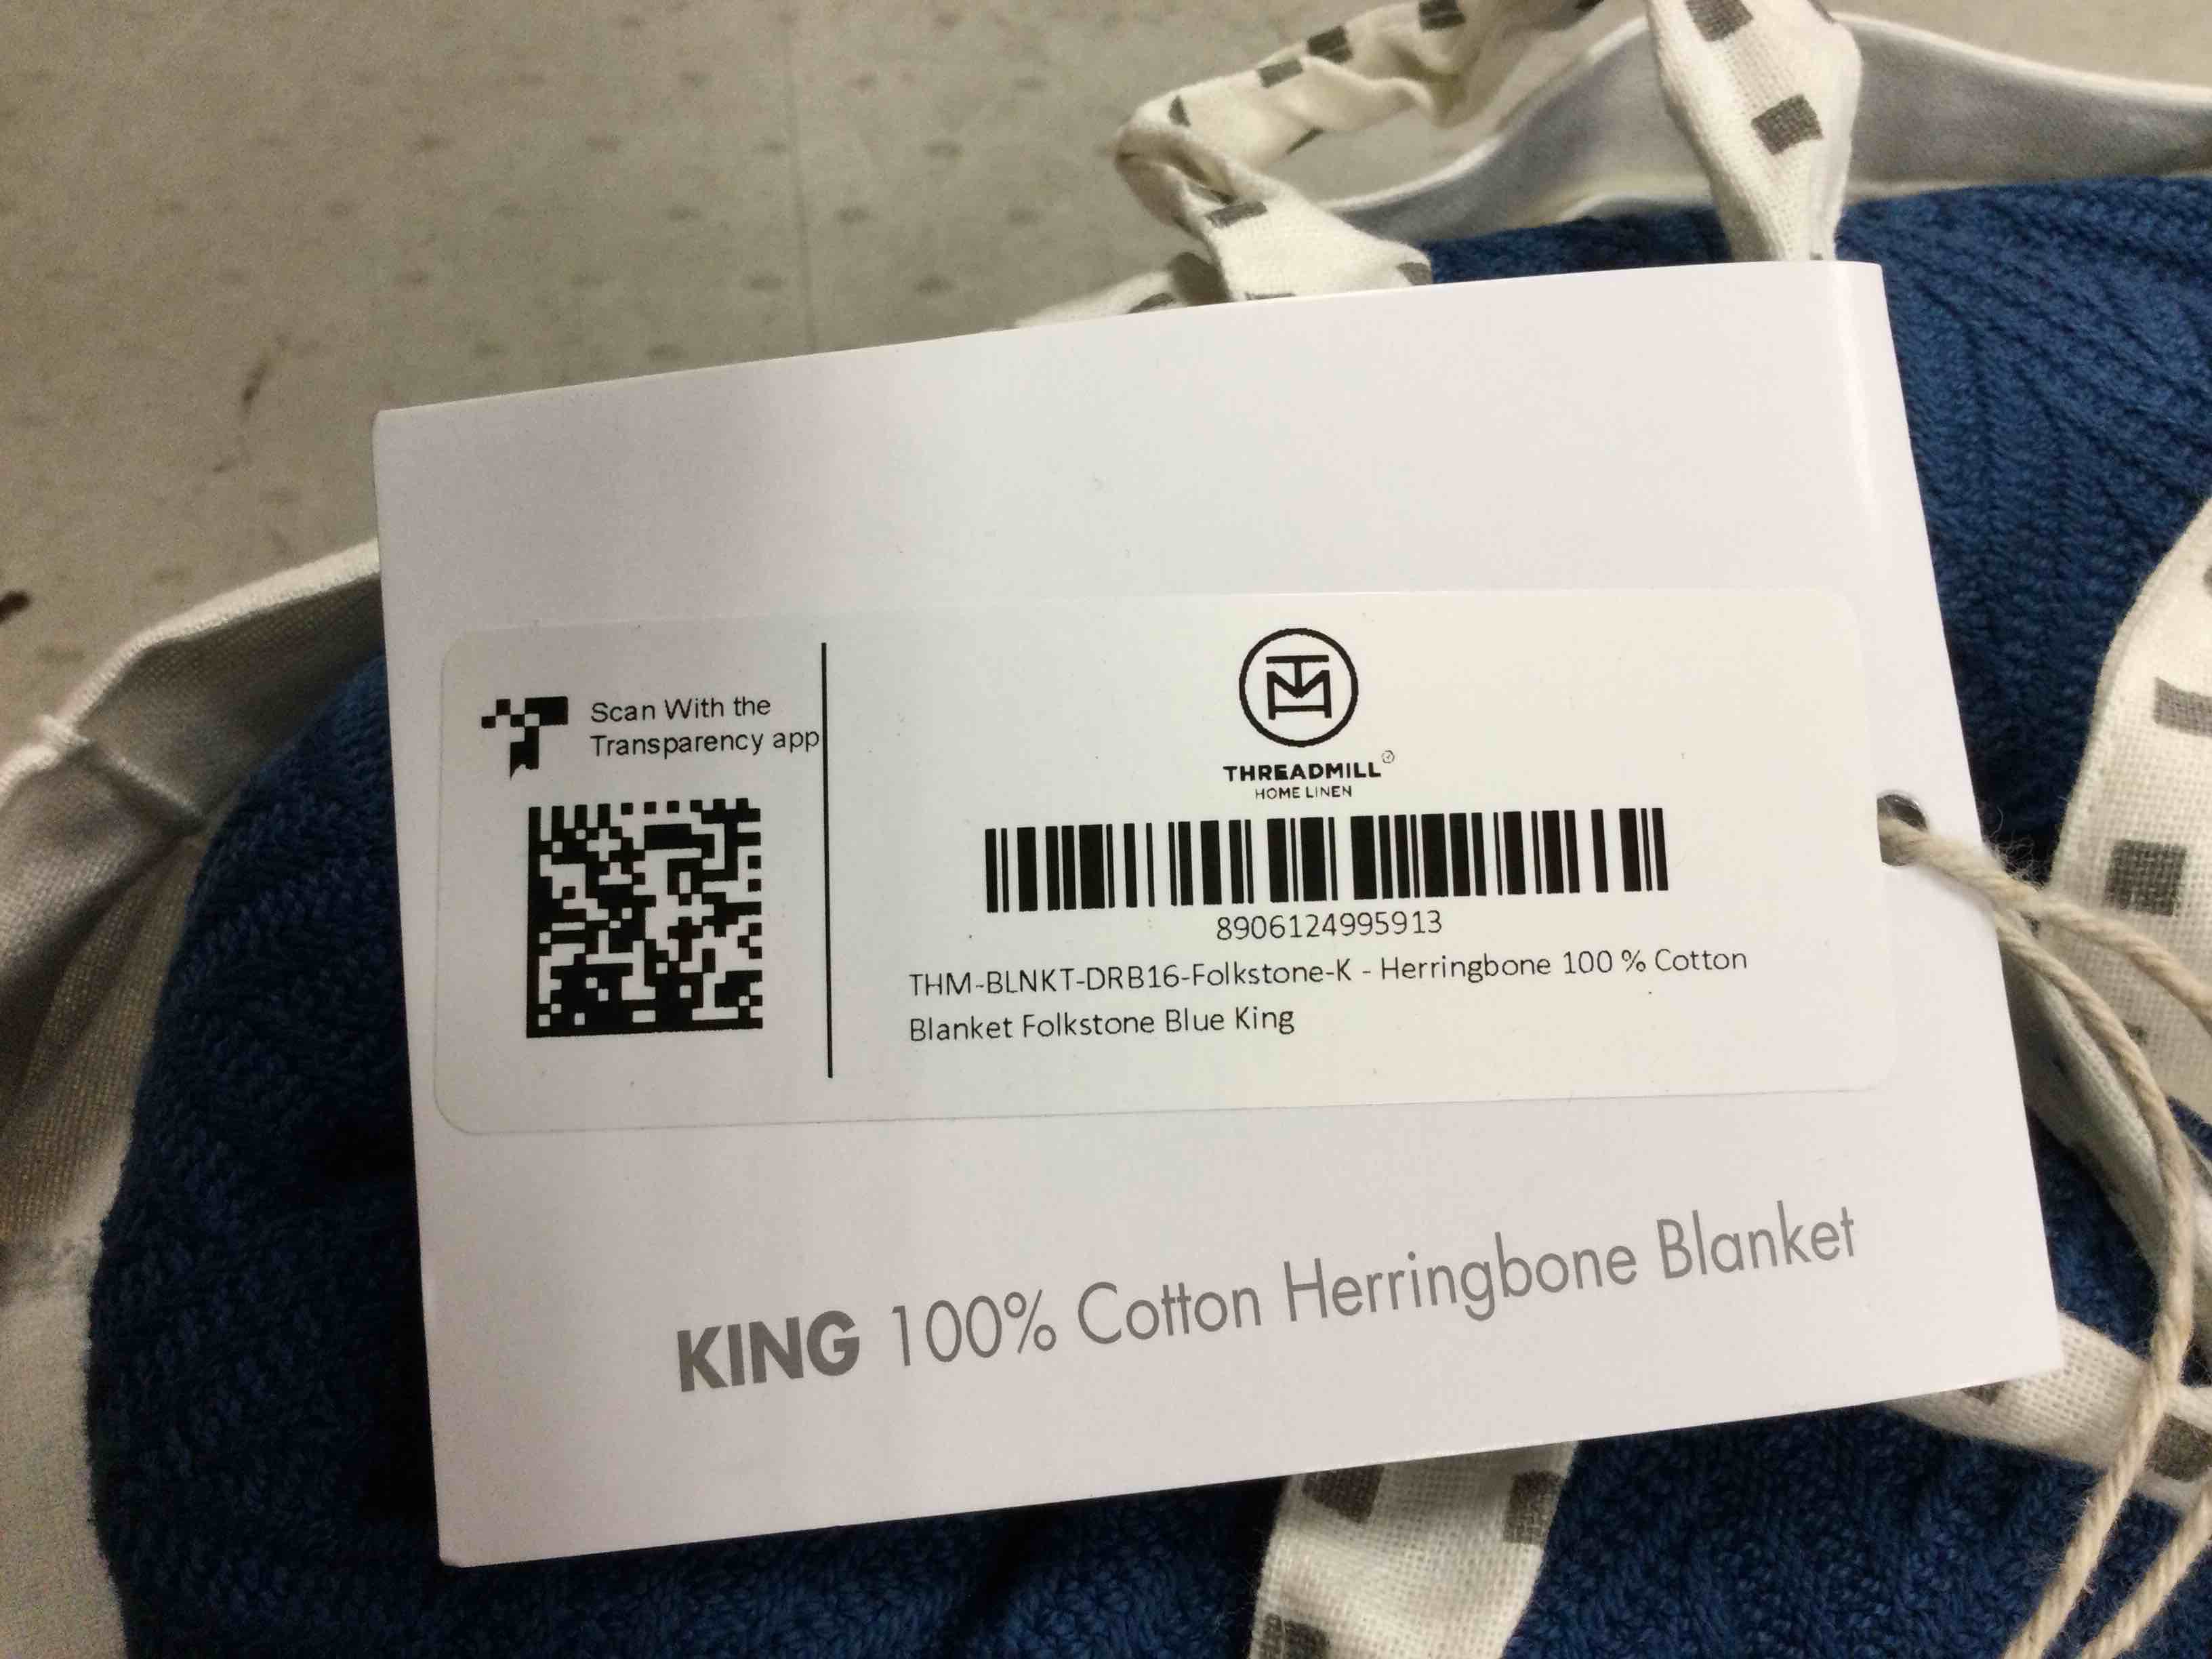 Scan With the
Transparency app
THREADMILL®
HOME LINEN
8906124995913
THM-BLNKT-DRB16-Folkstone-K - Herringbone 100 % Cotton
Blanket Folkstone Blue King
KING 100% Cotton Herringbone Blanket